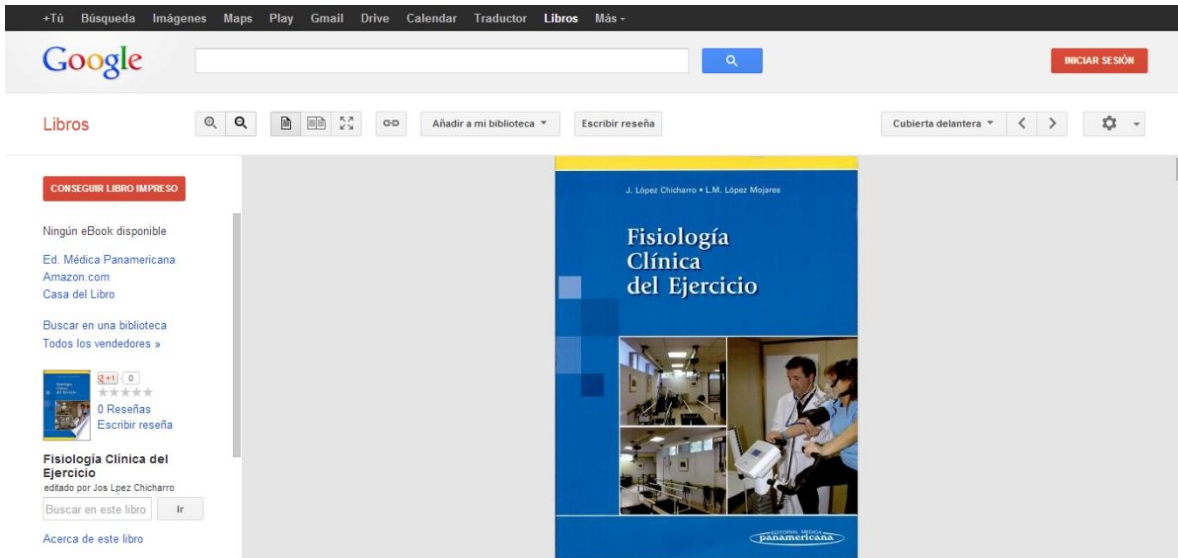 +Tú Búsqueda Imágenes Maps Play Gmail Drive Calendar Traductor Libros Más
Google
INICIAR SESIÓN
Libros
Añadir a mi biblioteca
Escribir reseña
Cubierta delantera
CONSEGUIR LIBRO IMPRESO
Ningún eBook disponible
Ed. Médica Panamericana
Amazon.com
Casa del Libro
Buscar en una biblioteca
Todos los vendedores »
+1 0
0 Reseñas
Escribir reseña
Fisiología Clínica del
Ejercicio
editado por Jos Lpez Chicharro
Buscar en este libro Ir
Acerca de este libro
J. López Chicharro • L.M. López Mojares
Fisiología
Clínica
del Ejercicio
EDITORIAL MEDICA
panamericana